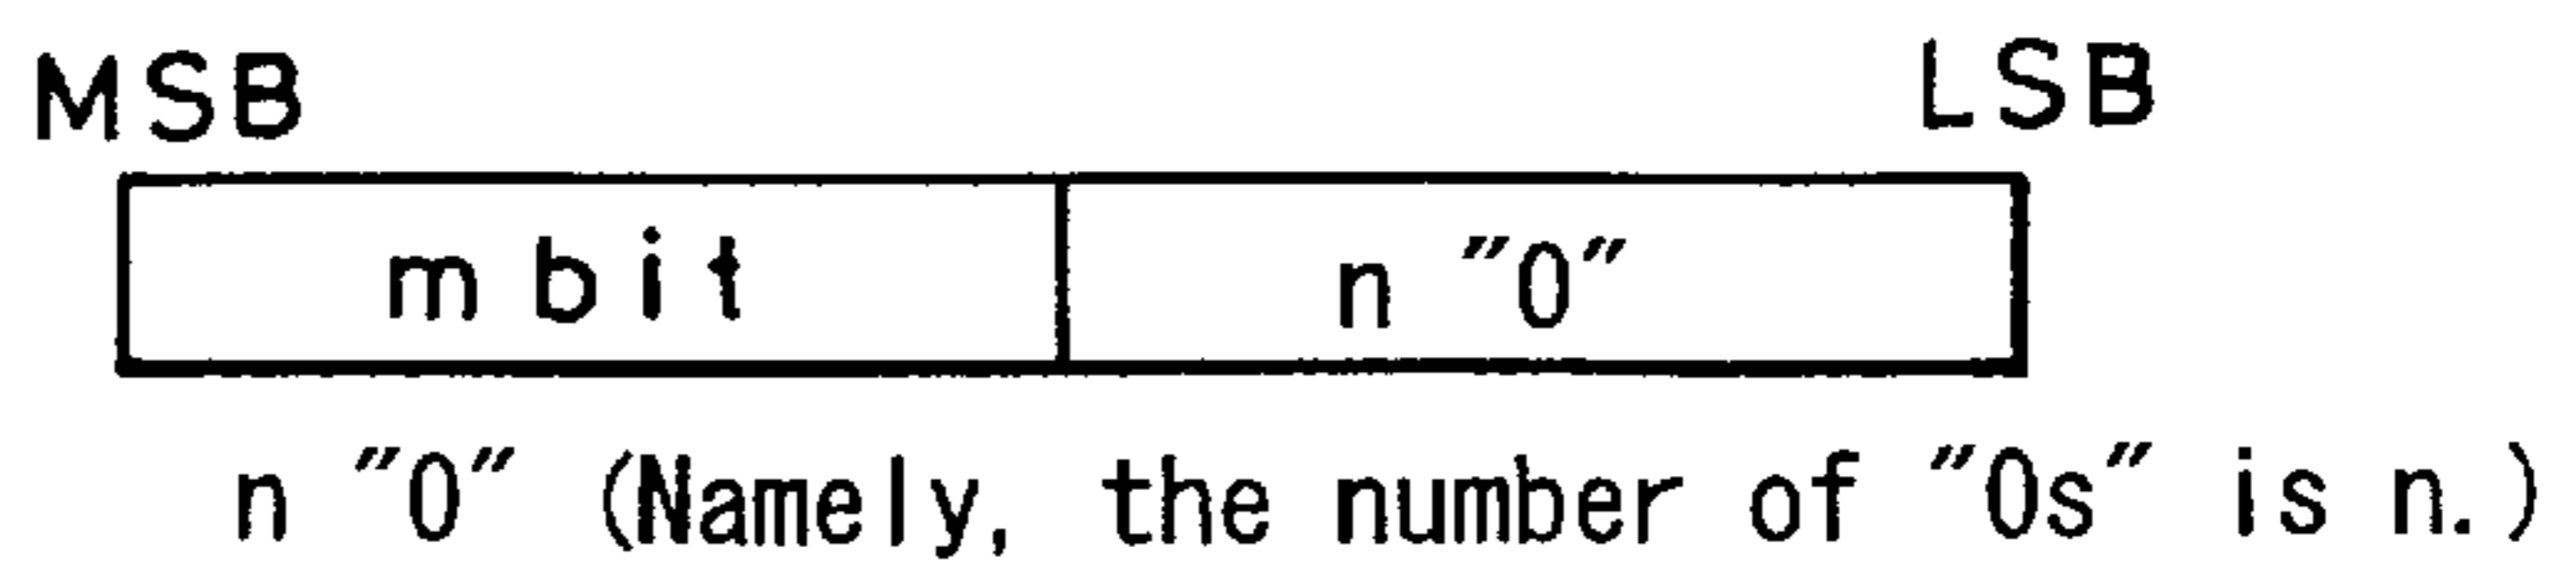 MSB LSB
m bit n "0"
n "0" (Namely, the number of "0s" is n.)